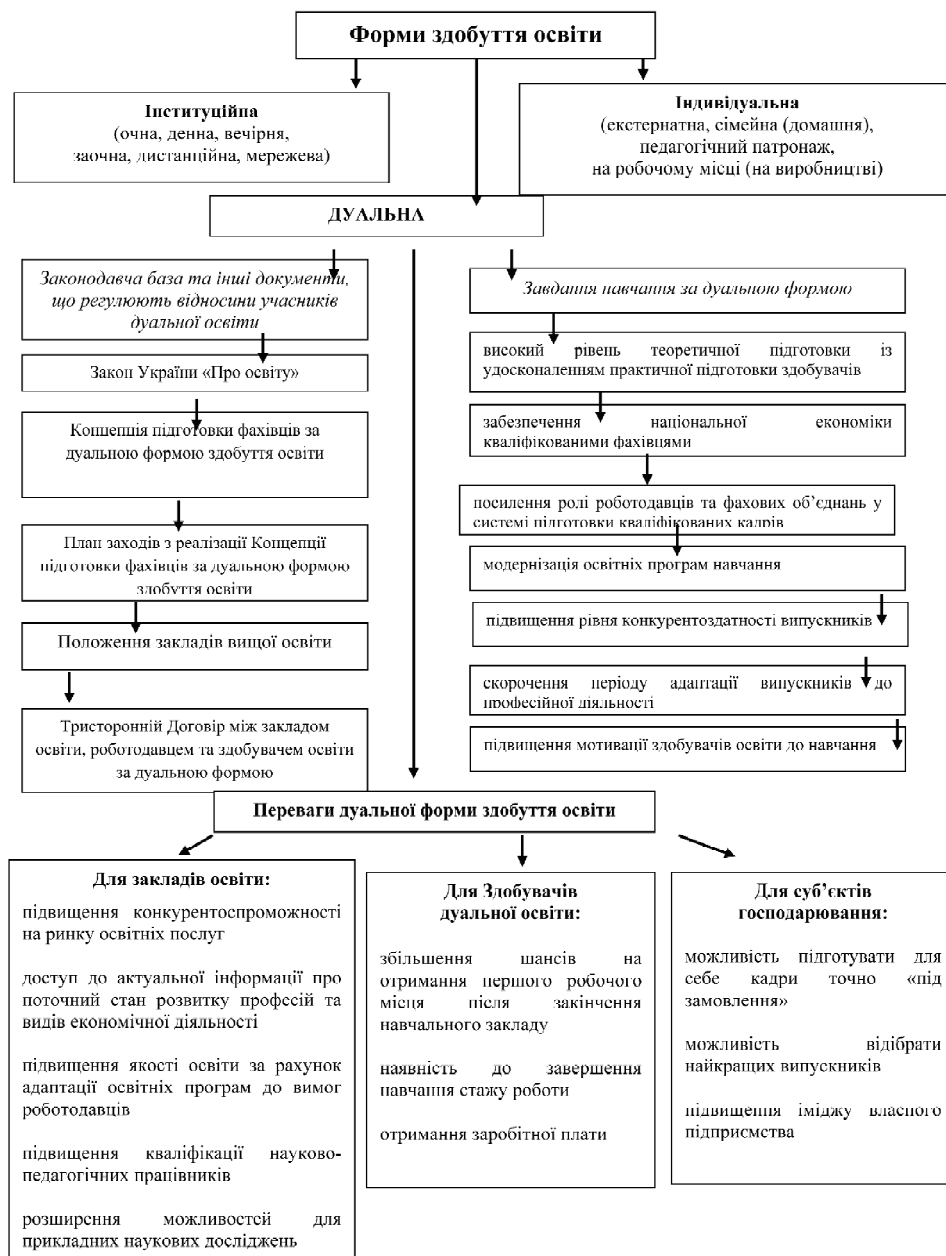 Форми здобуття освіти
Інституційна
(очна, денна, вечірня,
заочна, дистанційна, мережева)
Індивідуальна
(екстернатна, сімейна (домашня),
педагогічний патронаж,
на робочому місці (на виробництві)
ДУАЛЬНА
Законодавча база та інші документи,
що регулюють відносини учасників
дуальної освіти
Закон України «Про освіту»
Концепція підготовки фахівців за
дуальною формою здобуття освіти
План заходів з реалізації Концепції
підготовки фахівців за дуальною формою
здобуття освіти
Положення закладів вищої освіти
Тристоронній Договір між закладом
освіти, роботодавцем та здобувачем освіти
за дуальною формою
Завдання навчання за дуальною формою
високий рівень теоретичної підготовки із
удосконаленням практичної підготовки здобувачів
забезпечення національної економіки
кваліфікованими фахівцями
посилення ролі роботодавців та фахових об’єднань у
системі підготовки кваліфікованих кадрів
модернізація освітніх програм навчання
підвищення рівня конкурентоздатності випускників
скорочення періоду адаптації випускників до
професійної діяльності
підвищення мотивації здобувачів освіти до навчання
Переваги дуальної форми здобуття освіти
Для закладів освіти:
підвищення конкурентоспроможності
на ринку освітніх послуг
доступ до актуальної інформації про
поточний стан розвитку професій та
видів економічної діяльності
підвищення якості освіти за рахунок
адаптації освітніх програм до вимог
роботодавців
підвищення кваліфікації науково-
педагогічних працівників
розширення можливостей для
прикладних наукових досліджень
Для Здобувачів
дуальної освіти:
збільшення шансів на
отримання першого робочого
місця після закінчення
навчального закладу
наявність до завершення
навчання стажу роботи
отримання заробітної плати
Для суб’єктів
господарювання:
можливість підготувати для
себе кадри точно «під
замовлення»
можливість відібрати
найкращих випускників
підвищення іміджу власного
підприємства